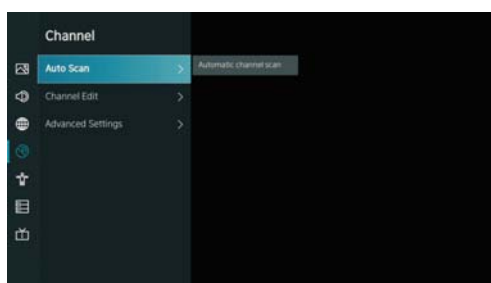 Channel
Auto Scan
Automatic channel scan
Channel Edit
Advanced Settings